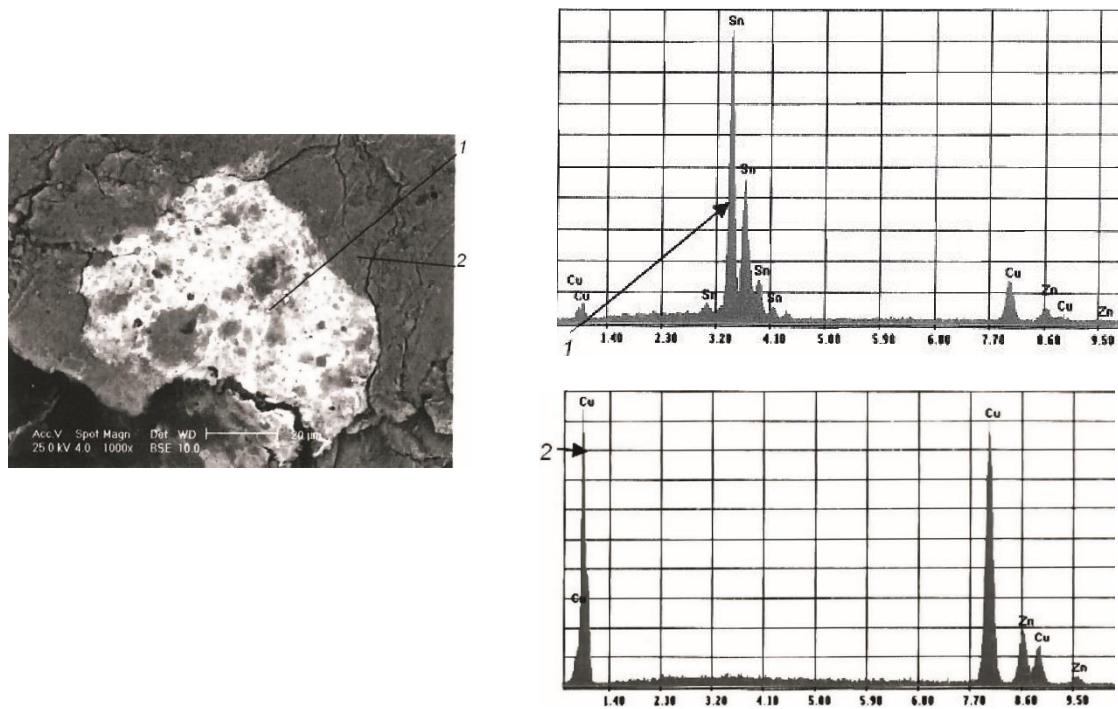 1
2
Acc.V Spot Magn Det WD 20 µm
25.0 kV 4.0 1000x BSE 10.0
Sn
Sn
Sn
Sn
Sn
Cu
Cu
Cu
Zn
Cu
Zn
1
1.40 2.30 3.20 4.10 5.00 5.90 6.80 7.70 8.60 9.50
Cu
Cu
2
Cu
Zn
Cu
Zn
1.40 2.30 3.20 4.10 5.00 5.90 6.80 7.70 8.60 9.50